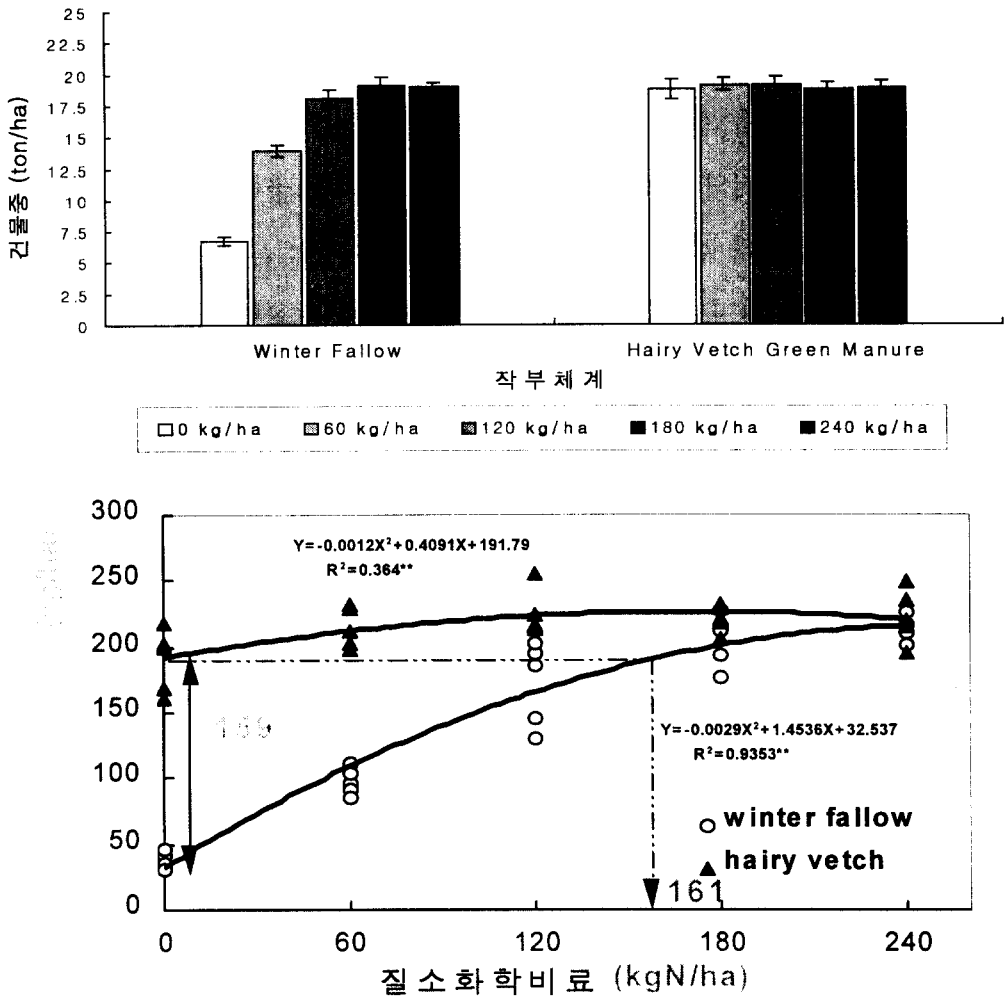 25
22.5
20
17.5
15
12.5
10
7.5
5
2.5
0
건물중 (ton/ha)
Winter Fallow
Hairy Vetch Green Manure
작부체계
0 kg/ha
60 kg/ha
120 kg/ha
180 kg/ha
240 kg/ha
300
250
200
150
100
50
0
Y=-0.0012X²+0.4091X+191.79
R²=0.364**
159
Y=-0.0029X²+1.4536X+32.537
R²=0.9353**
winter fallow
hairy vetch
161
0
60
120
180
240
질소화학비료 (kgN/ha)